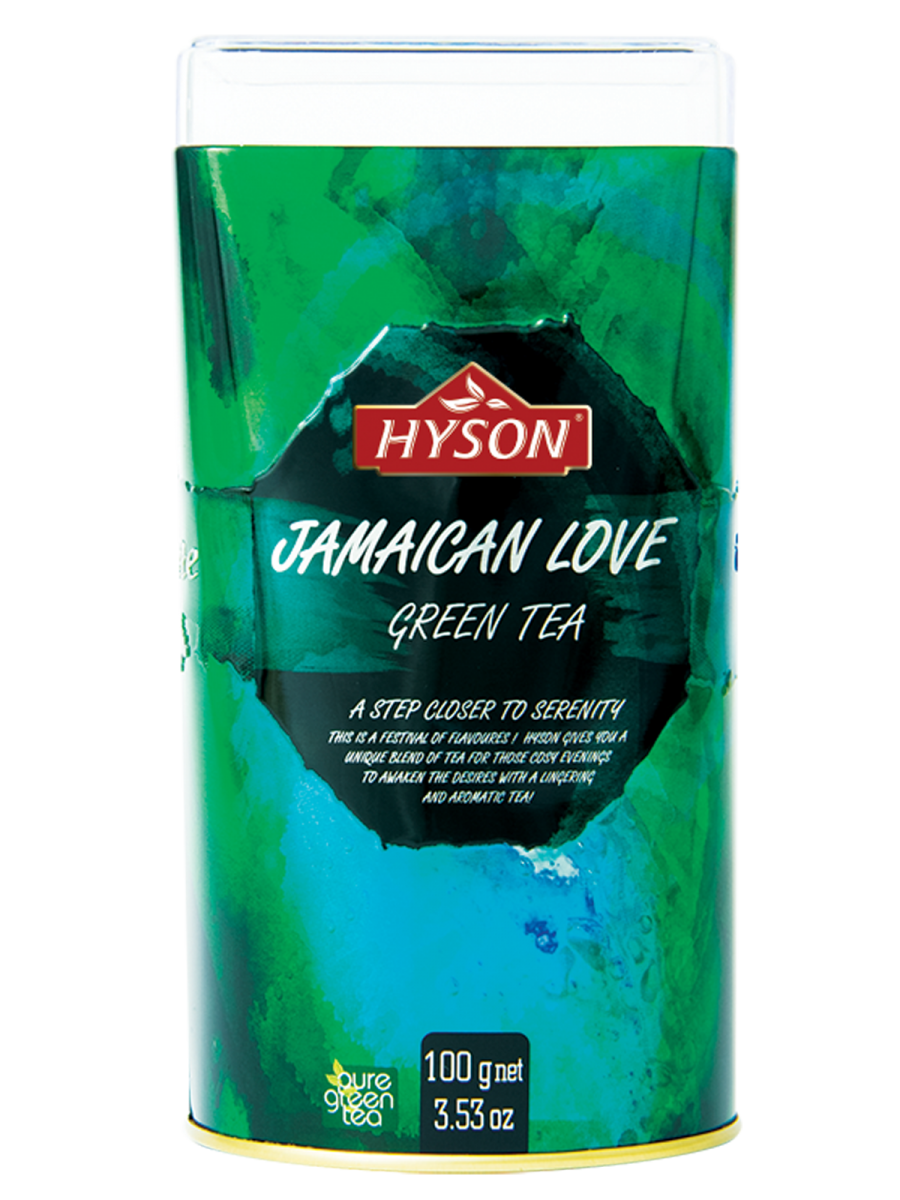 HYSON®
JAMAICAN LOVE
GREEN TEA
A STEP CLOSER TO SERENITY
THIS IS A FESTIVAL OF FLAVOURES! HYSON GIVES YOU A
UNIQUE BLEND OF TEA FOR THOSE COSY EVENINGS
TO AWAKEN THE DESIRES WITH A LINGERING
AND AROMATIC TEA!
pure
green
tea
100 g net
3.53 oz